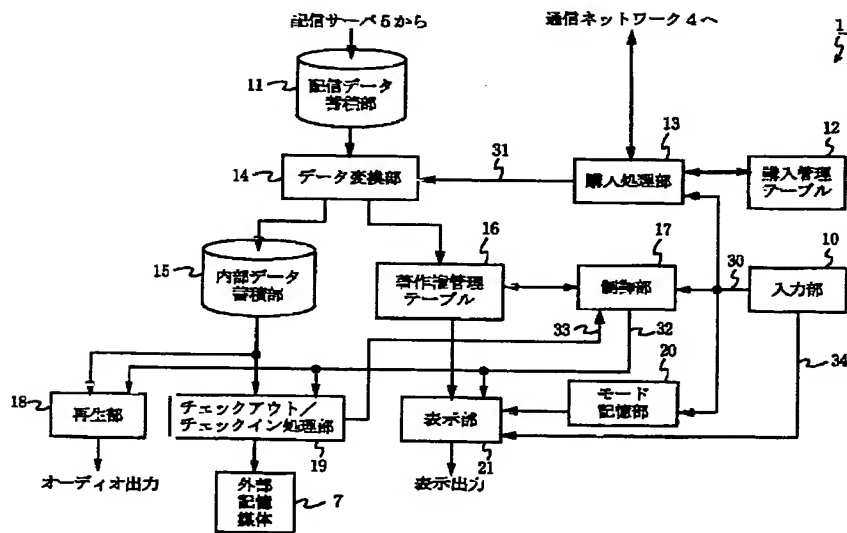 配信サーバ5から
通信ネットワーク4へ
1
11
配信データ
蓄積部
13
12
31
14
データ変換部
購入処理部
購入管理
テーブル
16
17
10
15
内部データ
蓄積部
著作権管理
テーブル
制御部
30
入力部
33
32
20
34
18
再生部
チェックアウト/
チェックイン処理部
表示部
モード
記憶部
19
21
オーディオ出力
外部
記憶
媒体
7
表示出力